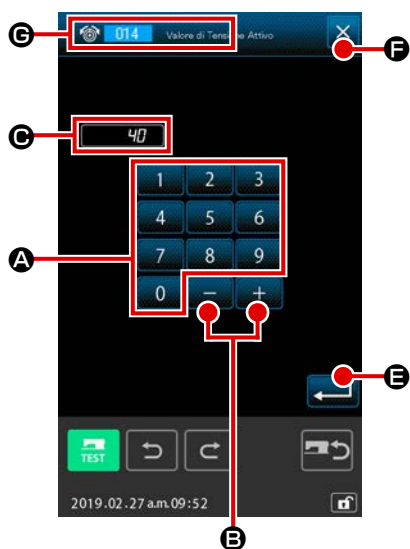 G 014 Valore di Tensione Attivo F
C 40
1 2 3
4 5 6
A 7 8 9
0 − +
E
TEST
2019.02.27 a.m.09:52
B